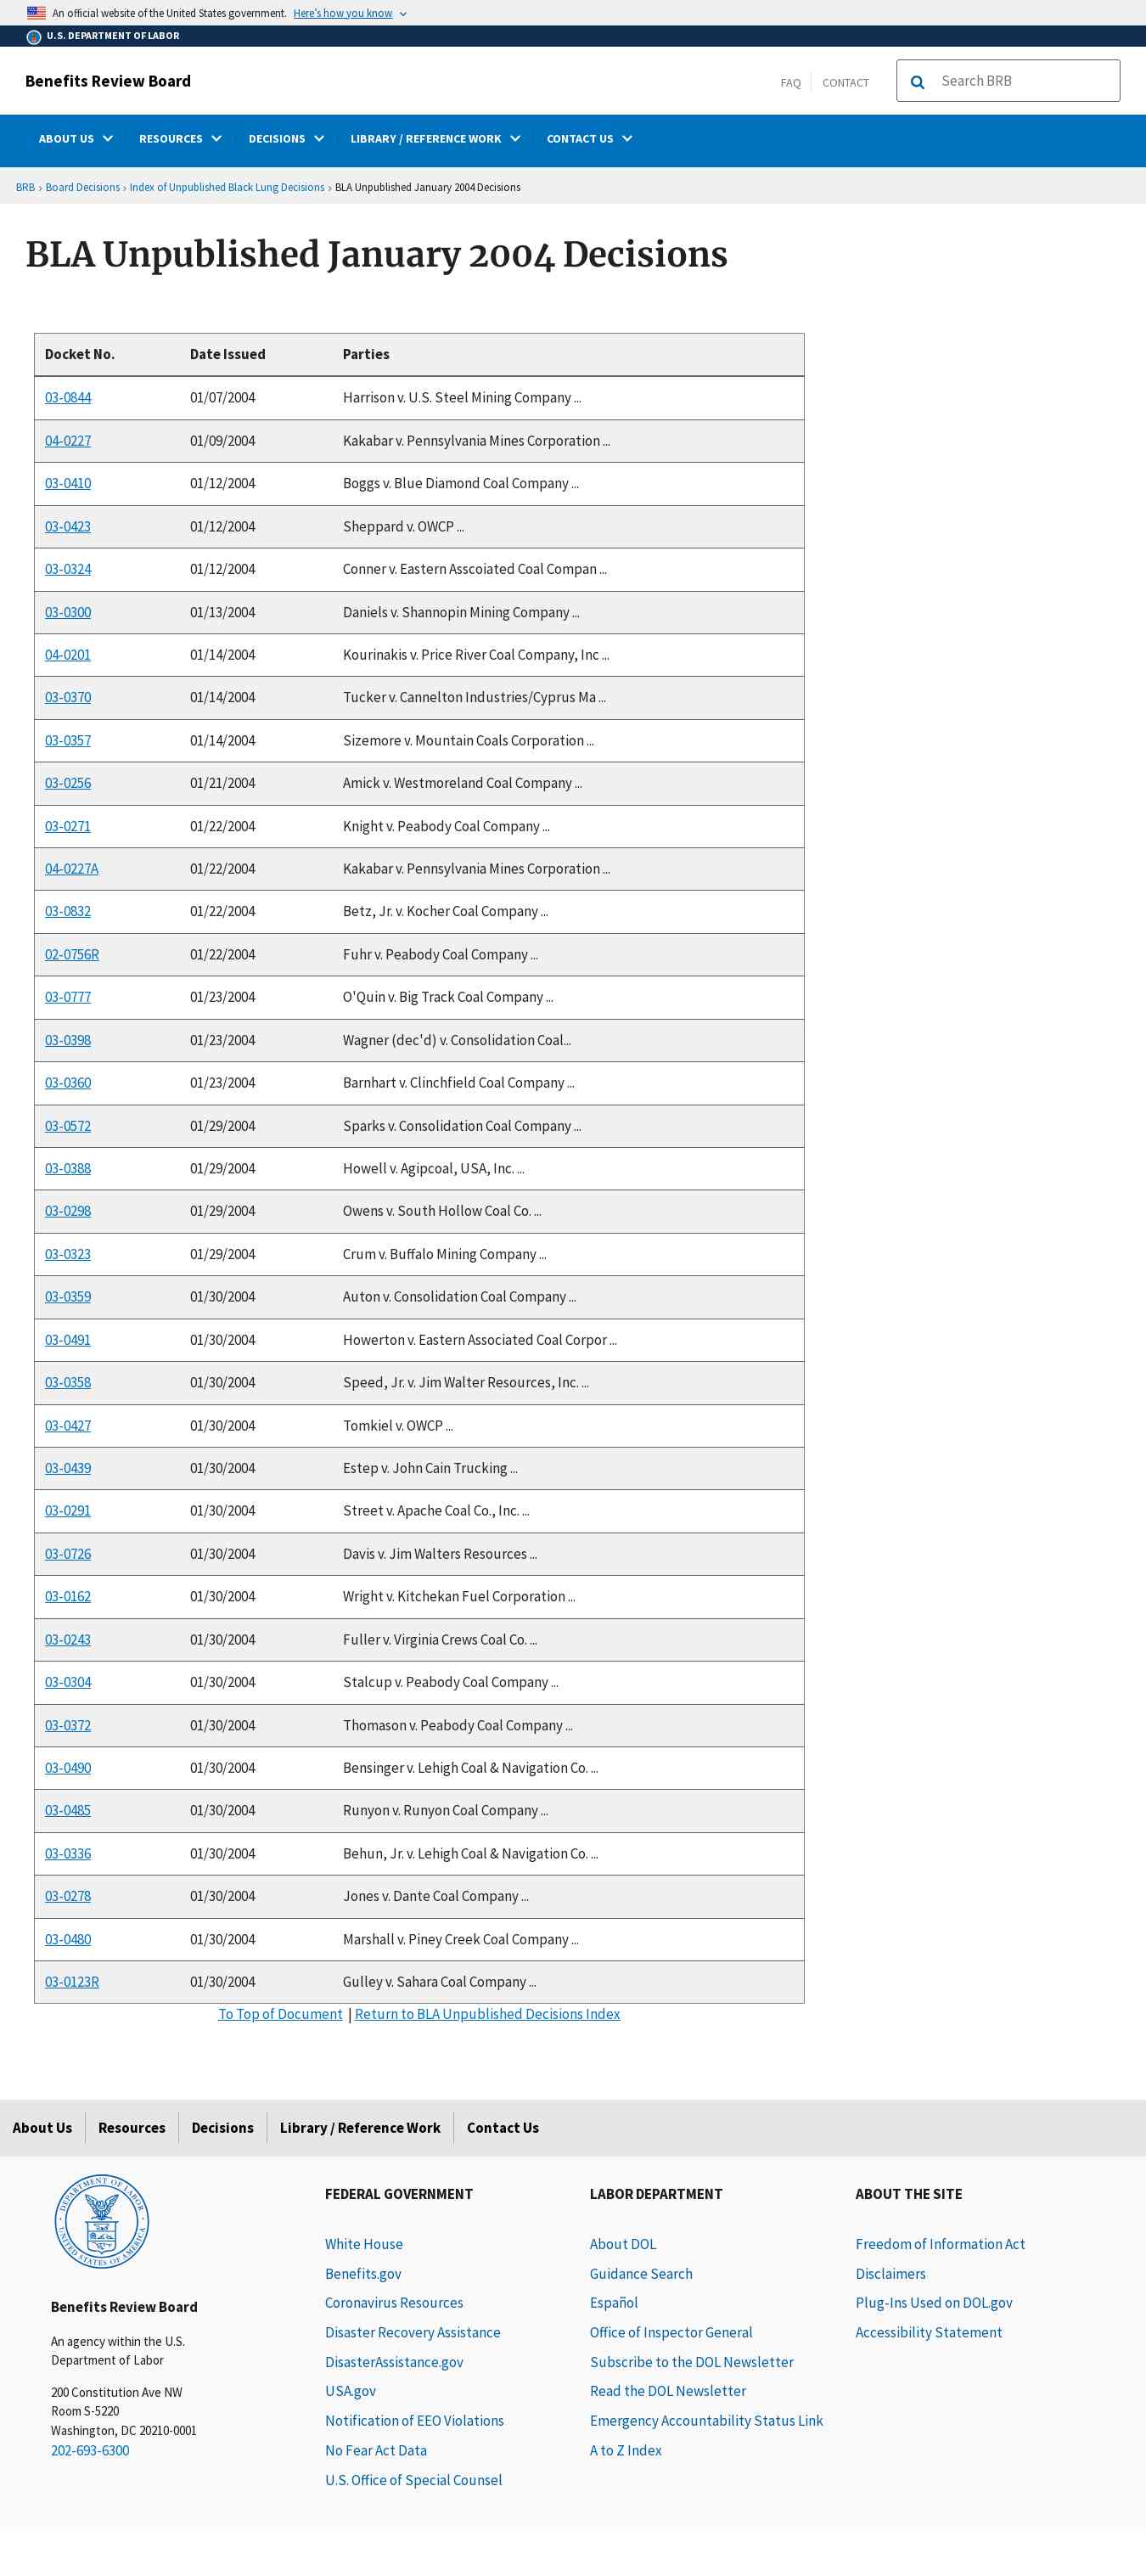 An official website of the United States government. Here's how you know
U.S. DEPARTMENT OF LABOR
Benefits Review Board
FAQ CONTACT Search BRB
ABOUT US RESOURCES DECISIONS LIBRARY / REFERENCE WORK CONTACT US
BRB › Board Decisions › Index of Unpublished Black Lung Decisions › BLA Unpublished January 2004 Decisions
BLA Unpublished January 2004 Decisions
Docket No. Date Issued Parties
03-0844 01/07/2004 Harrison v. U.S. Steel Mining Company ...
04-0227 01/09/2004 Kakabar v. Pennsylvania Mines Corporation ...
03-0410 01/12/2004 Boggs v. Blue Diamond Coal Company ...
03-0423 01/12/2004 Sheppard v. OWCP ...
03-0324 01/12/2004 Conner v. Eastern Asscoiated Coal Compan ...
03-0300 01/13/2004 Daniels v. Shannopin Mining Company ...
04-0201 01/14/2004 Kourinakis v. Price River Coal Company, Inc ...
03-0370 01/14/2004 Tucker v. Cannelton Industries/Cyprus Ma ...
03-0357 01/14/2004 Sizemore v. Mountain Coals Corporation ...
03-0256 01/21/2004 Amick v. Westmoreland Coal Company ...
03-0271 01/22/2004 Knight v. Peabody Coal Company ...
04-0227A 01/22/2004 Kakabar v. Pennsylvania Mines Corporation ...
03-0832 01/22/2004 Betz, Jr. v. Kocher Coal Company ...
02-0756R 01/22/2004 Fuhr v. Peabody Coal Company ...
03-0777 01/23/2004 O'Quin v. Big Track Coal Company ...
03-0398 01/23/2004 Wagner (dec'd) v. Consolidation Coal...
03-0360 01/23/2004 Barnhart v. Clinchfield Coal Company ...
03-0572 01/29/2004 Sparks v. Consolidation Coal Company ...
03-0388 01/29/2004 Howell v. Agipcoal, USA, Inc. ...
03-0298 01/29/2004 Owens v. South Hollow Coal Co. ...
03-0323 01/29/2004 Crum v. Buffalo Mining Company ...
03-0359 01/30/2004 Auton v. Consolidation Coal Company ...
03-0491 01/30/2004 Howerton v. Eastern Associated Coal Corpor ...
03-0358 01/30/2004 Speed, Jr. v. Jim Walter Resources, Inc. ...
03-0427 01/30/2004 Tomkiel v. OWCP ...
03-0439 01/30/2004 Estep v. John Cain Trucking ...
03-0291 01/30/2004 Street v. Apache Coal Co., Inc. ...
03-0726 01/30/2004 Davis v. Jim Walters Resources ...
03-0162 01/30/2004 Wright v. Kitchekan Fuel Corporation ...
03-0243 01/30/2004 Fuller v. Virginia Crews Coal Co. ...
03-0304 01/30/2004 Stalcup v. Peabody Coal Company ...
03-0372 01/30/2004 Thomason v. Peabody Coal Company ...
03-0490 01/30/2004 Bensinger v. Lehigh Coal & Navigation Co. ...
03-0485 01/30/2004 Runyon v. Runyon Coal Company ...
03-0336 01/30/2004 Behun, Jr. v. Lehigh Coal & Navigation Co. ...
03-0278 01/30/2004 Jones v. Dante Coal Company ...
03-0480 01/30/2004 Marshall v. Piney Creek Coal Company ...
03-0123R 01/30/2004 Gulley v. Sahara Coal Company ...
To Top of Document | Return to BLA Unpublished Decisions Index
About Us Resources Decisions Library / Reference Work Contact Us
DEPARTMENT OF LABOR
UNITED STATES OF AMERICA
Benefits Review Board
An agency within the U.S.
Department of Labor
200 Constitution Ave NW
Room S-5220
Washington, DC 20210-0001
202-693-6300
FEDERAL GOVERNMENT
White House
Benefits.gov
Coronavirus Resources
Disaster Recovery Assistance
DisasterAssistance.gov
USA.gov
Notification of EEO Violations
No Fear Act Data
U.S. Office of Special Counsel
LABOR DEPARTMENT
About DOL
Guidance Search
Español
Office of Inspector General
Subscribe to the DOL Newsletter
Read the DOL Newsletter
Emergency Accountability Status Link
A to Z Index
ABOUT THE SITE
Freedom of Information Act
Disclaimers
Plug-Ins Used on DOL.gov
Accessibility Statement